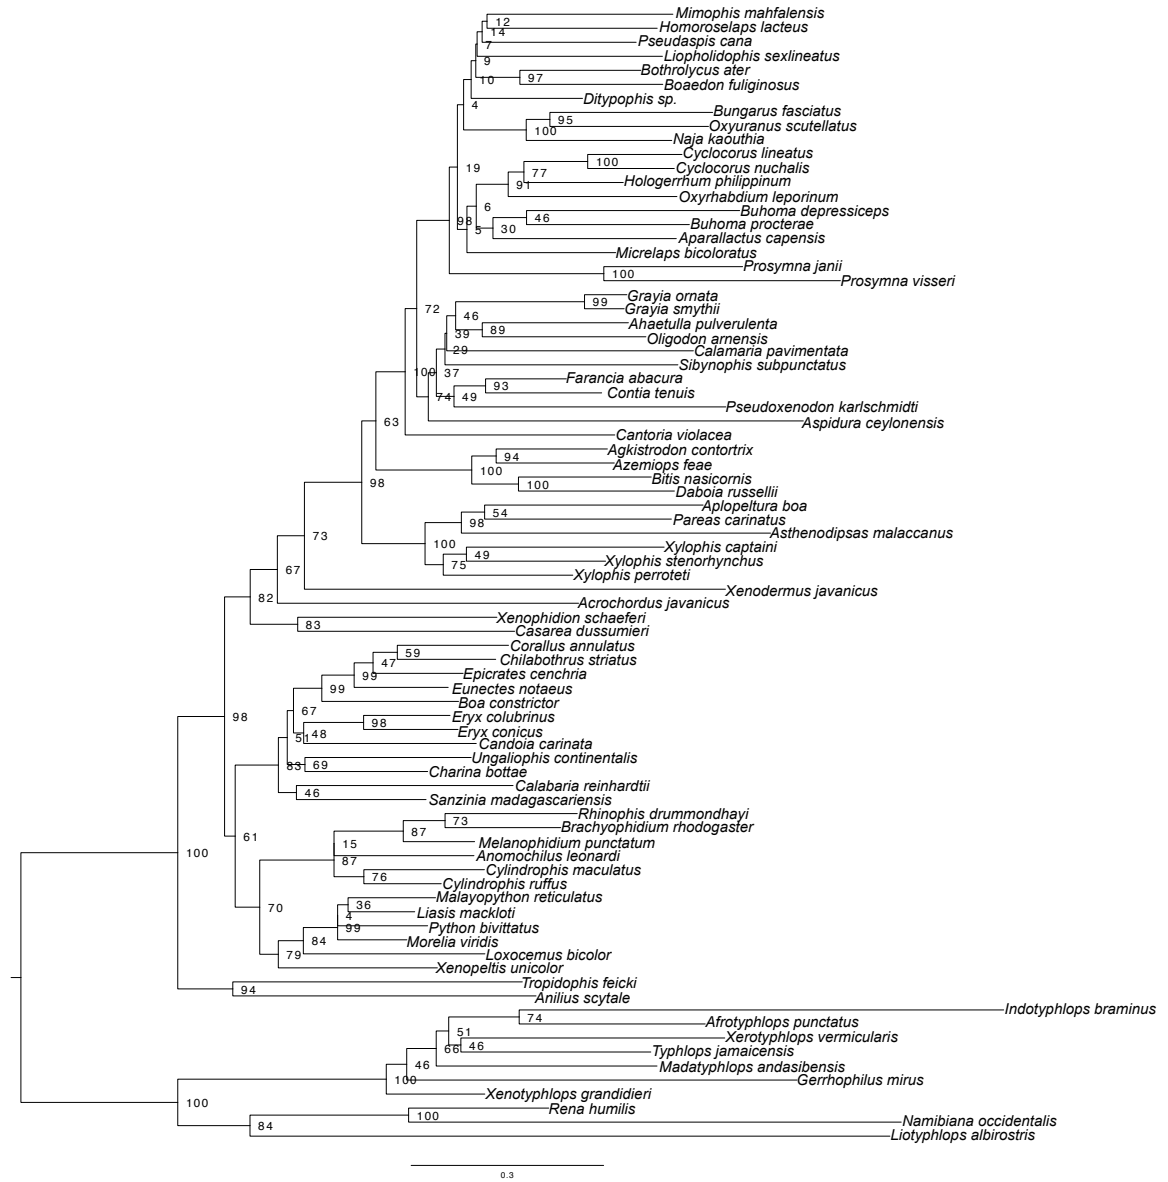 Mimophis mahfalensis
12
Homoroselaps lacteus
14
Pseudaspis cana
7
Liopholidophis sexlineatus
9
Bothrolycus ater
10
97
Boaedon fuliginosus
Ditypophis sp.
4
Bungarus fasciatus
95
Oxyuranus scutellatus
100
Naja kaouthia
Cyclocorus lineatus
100
19
Cyclocorus nuchalis
77
Hologerrhum philippinum
91
Oxyrhabdium leporinum
6
Buhoma depressiceps
46
98
Buhoma procterae
5
30
Aparallactus capensis
Micrelaps bicoloratus
Prosymna janii
100
Prosymna visseri
Grayia ornata
99
72
Grayia smythii
46
Ahaetulla pulverulenta
89
39
Oligodon arnensis
29
Calamaria pavimentata
Sibynophis subpunctatus
100
37
Farancia abacura
93
Contia tenuis
74
49
Pseudoxenodon karlschmidti
63
Aspidura ceylonensis
Cantoria violacea
Agkistrodon contortrix
94
Azemiops feae
100
Bitis nasicornis
98
100
Daboia russellii
Aplopeltura boa
54
Pareas carinatus
98
Asthenodipsas malaccanus
73
100
Xylophis captaini
49
Xylophis stenorhynchus
75
67
Xylophis perroteti
Xenodermus javanicus
82
Acrochordus javanicus
Xenophidion schaeferi
83
Casarea dussumieri
Corallus annulatus
59
Chilabothrus striatus
47
Epicrates cenchria
99
99
Eunectes notaeus
Boa constrictor
67
98
Eryx colubrinus
98
Eryx conicus
51
48
Candoia carinata
Ungaliophis continentalis
83
69
Charina bottae
Calabaria reinhardtii
46
Sanzinia madagascariensis
Rhinophis drummondhayi
73
Brachyophidium rhodogaster
87
61
Melanophidium punctatum
15
100
Anomochilus leonardi
87
Cylindrophis maculatus
76
Cylindrophis ruffus
Malayopython reticulatus
36
70
Liasis mackloti
4
Python bivittatus
99
84
Morelia viridis
79
Loxocemus bicolor
Xenopeltis unicolor
Tropidophis feicki
94
Anilius scytale
Indotyphlops braminus
74
Afrotyphlops punctatus
51
Xerotyphlops vermicularis
66
46
Typhlops jamaicensis
46
Madatyphlops andasibensis
100
Gerrhophilus mirus
Xenotyphlops grandidieri
100
Rena humilis
100
Namibiana occidentalis
84
Liotyphlops albirostris
0.3